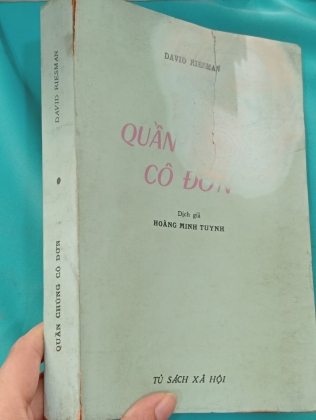 DAVID RIESMAN
QUẦN
CÔ ĐƠN
Dịch giả
HOÀNG MINH TUYNH
TỦ SÁCH XÃ HỘI
QUẦN CHÚNG CÔ ĐƠN • DAVID RIESMAN